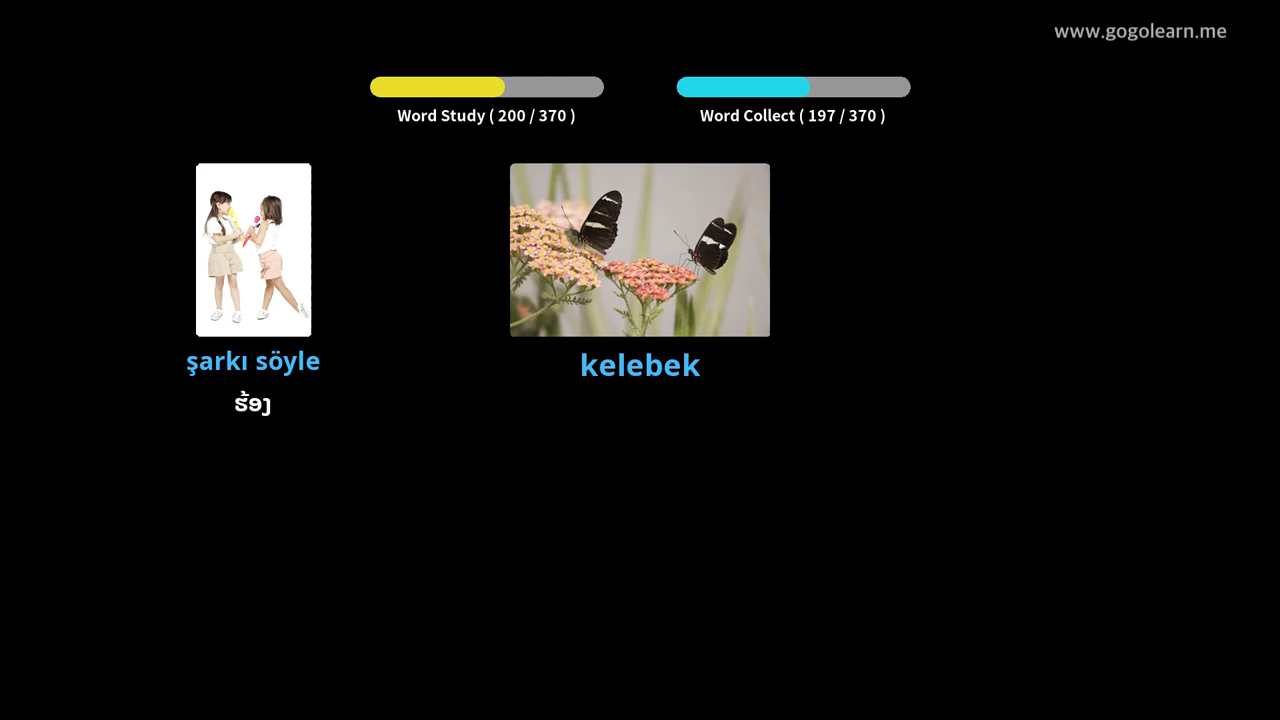 www.gogolearn.me
Word Study ( 200 / 370 )
Word Collect ( 197 / 370 )
şarkı söyle
kelebek
ຮ້ອງ